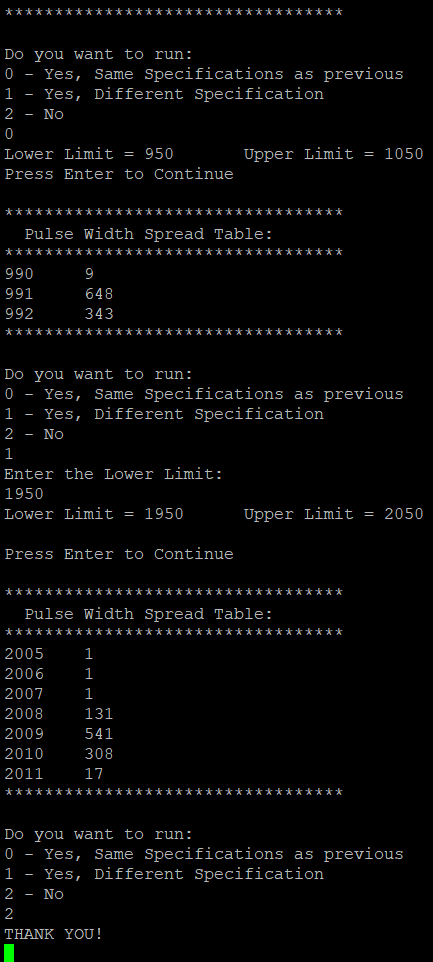 **********************************
Do you want to run:
0 - Yes, Same Specifications as previous
1 - Yes, Different Specification
2 - No
0
Lower Limit = 950       Upper Limit = 1050
Press Enter to Continue
**********************************
  Pulse Width Spread Table:
**********************************
990     9
991     648
992     343
**********************************
Do you want to run:
0 - Yes, Same Specifications as previous
1 - Yes, Different Specification
2 - No
1
Enter the Lower Limit:
1950
Lower Limit = 1950      Upper Limit = 2050
Press Enter to Continue
**********************************
  Pulse Width Spread Table:
**********************************
2005    1
2006    1
2007    1
2008    131
2009    541
2010    308
2011    17
**********************************
Do you want to run:
0 - Yes, Same Specifications as previous
1 - Yes, Different Specification
2 - No
2
THANK YOU!